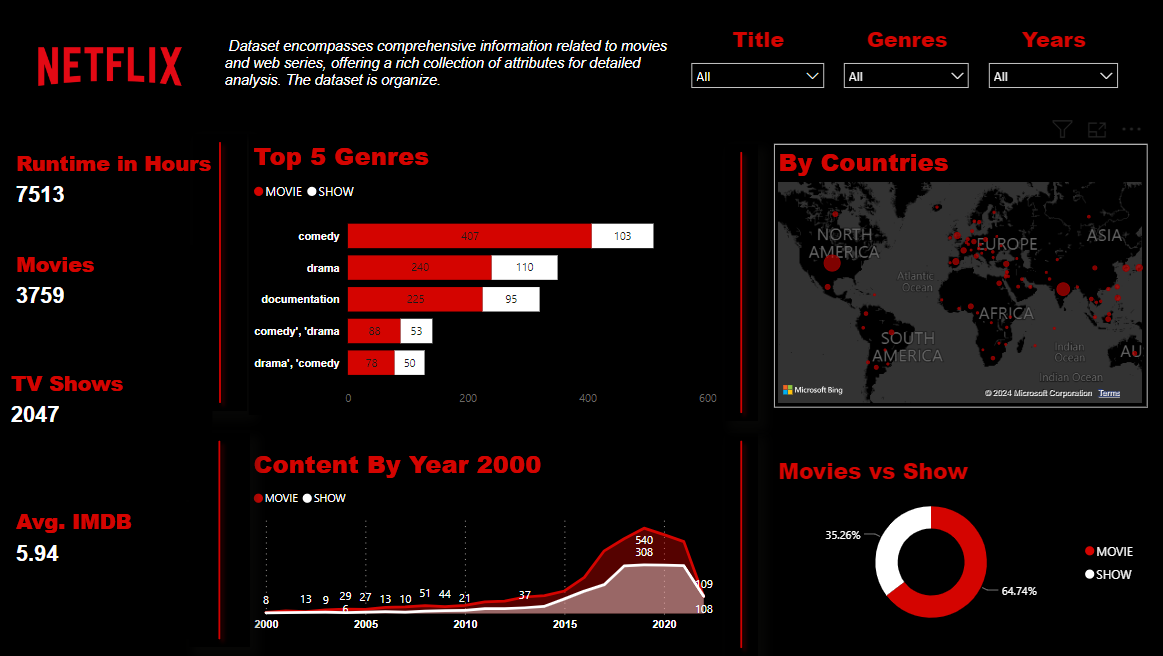 NETFLIX
Dataset encompasses comprehensive information related to movies
and web series, offering a rich collection of attributes for detailed
analysis. The dataset is organize.
Title
Genres
Years
All
All
All
Runtime in Hours
7513
Movies
3759
TV Shows
2047
Avg. IMDB
5.94
Top 5 Genres
MOVIE SHOW
comedy 407 103
drama 240 110
documentation 225 95
comedy', 'drama 88 53
drama', 'comedy 78 50
0 200 400 600
By Countries
NORTH
AMERICA
EUROPE
ASIA
Atlantic
Ocean
AFRICA
SOUTH
AMERICA
Indian
Ocean
AU
Indian Ocean
Microsoft Bing
© 2024 Microsoft Corporation Terms
Content By Year 2000
MOVIE SHOW
540
308
109
8 13 9 29 27 13 10 51 44 21 37
6
108
2000 2005 2010 2015 2020
Movies vs Show
35.26%
64.74%
MOVIE
SHOW